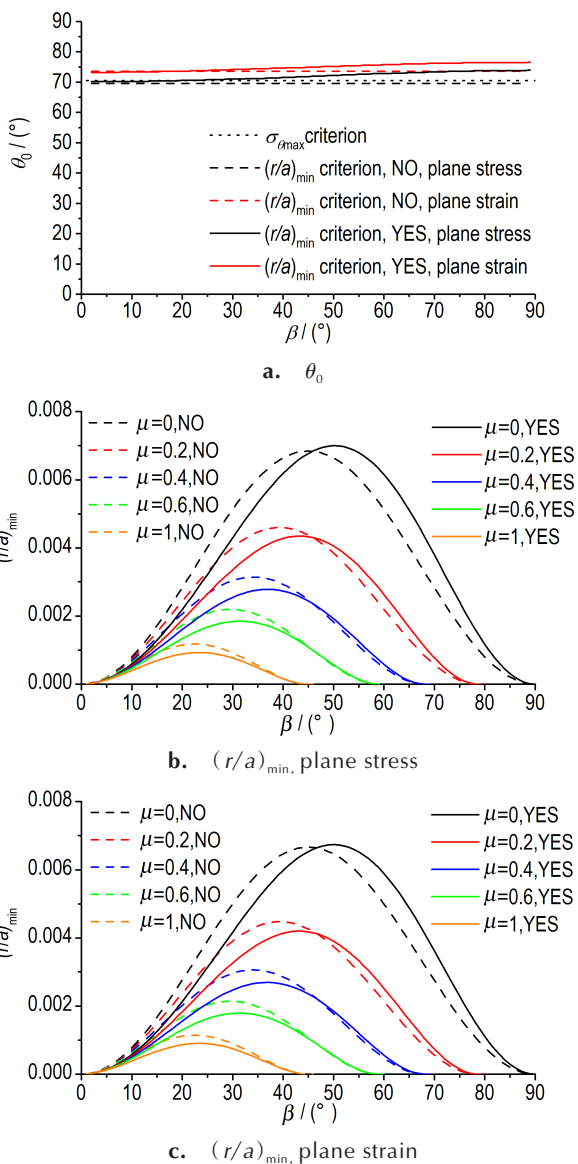 90
80
70
60
50
40
30
20
10
0
θ₀ / (°)
σθmax criterion
(r/a)min criterion, NO, plane stress
(r/a)min criterion, NO, plane strain
(r/a)min criterion, YES, plane stress
(r/a)min criterion, YES, plane strain
0 10 20 30 40 50 60 70 80 90
β / (°)
a. θ₀
0.008
0.006
0.004
0.002
0.000
(r/a)min
μ=0,NO
μ=0.2,NO
μ=0.4,NO
μ=0.6,NO
μ=1,NO
μ=0,YES
μ=0.2,YES
μ=0.4,YES
μ=0.6,YES
μ=1,YES
0 10 20 30 40 50 60 70 80 90
β / (°)
b. (r/a)min, plane stress
0.008
0.006
0.004
0.002
0.000
(r/a)min
μ=0,NO
μ=0.2,NO
μ=0.4,NO
μ=0.6,NO
μ=1,NO
μ=0,YES
μ=0.2,YES
μ=0.4,YES
μ=0.6,YES
μ=1,YES
0 10 20 30 40 50 60 70 80 90
β / (°)
c. (r/a)min, plane strain